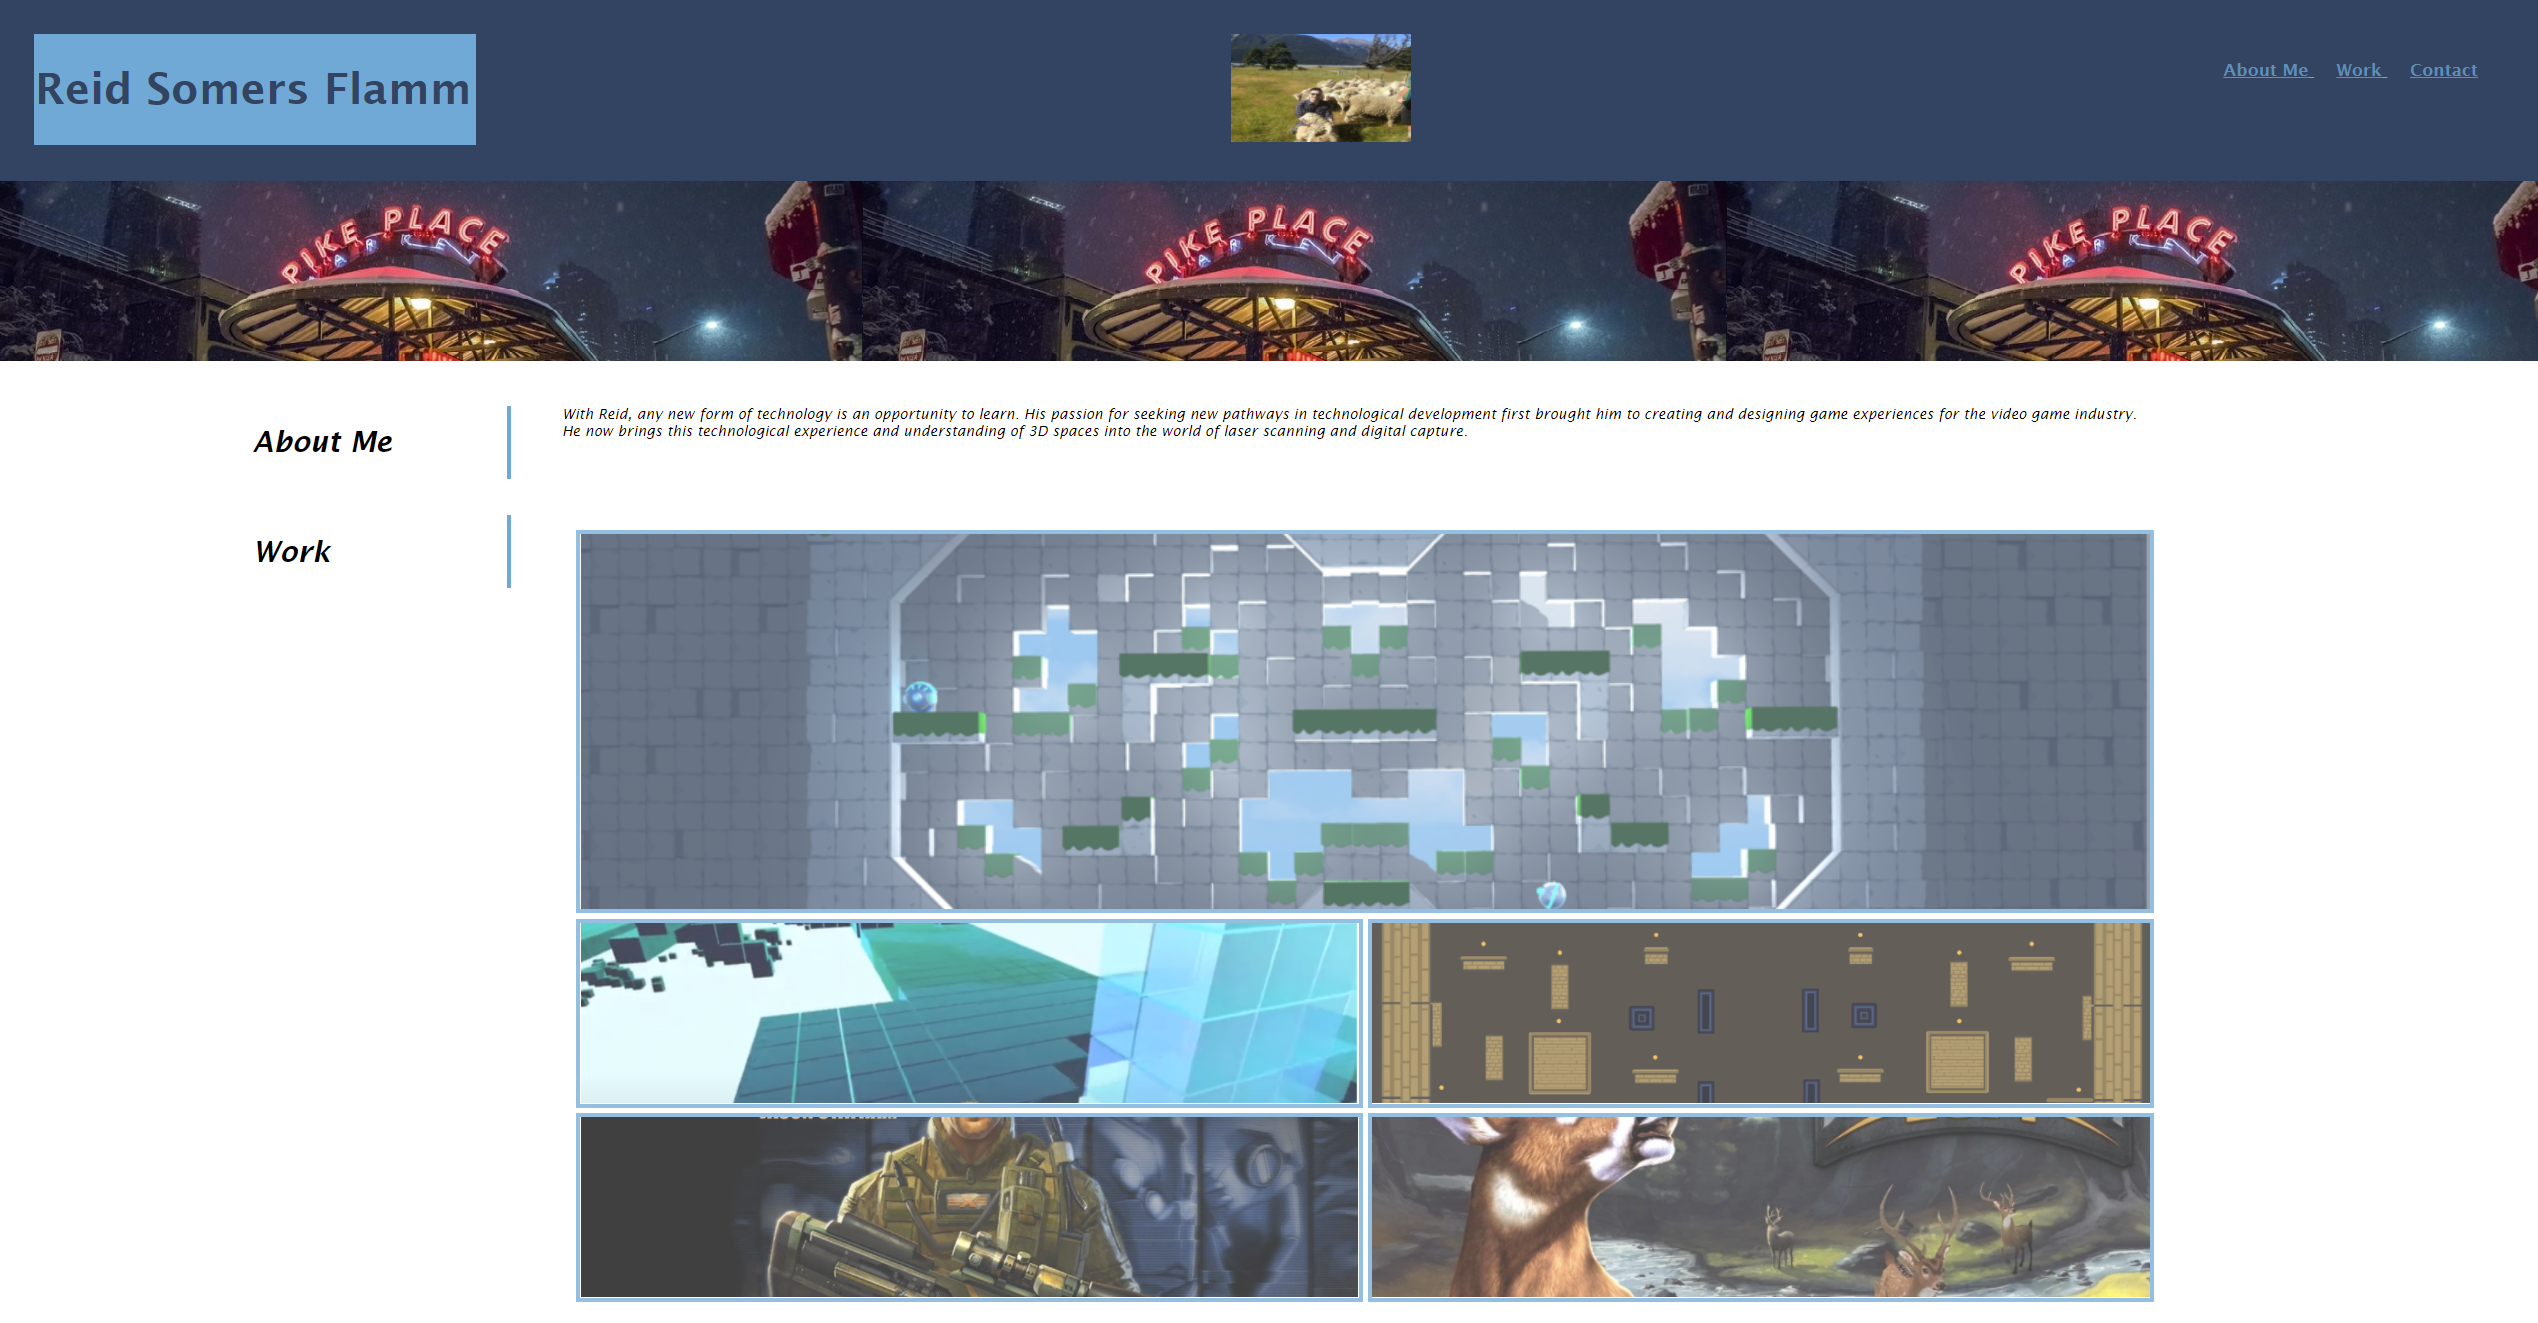 Reid Somers Flamm
About Me Work Contact
PIKE PLACE
PIKE PLACE
PIKE PLACE
About Me
With Reid, any new form of technology is an opportunity to learn. His passion for seeking new pathways in technological development first brought him to creating and designing game experiences for the video game industry.
He now brings this technological experience and understanding of 3D spaces into the world of laser scanning and digital capture.
Work